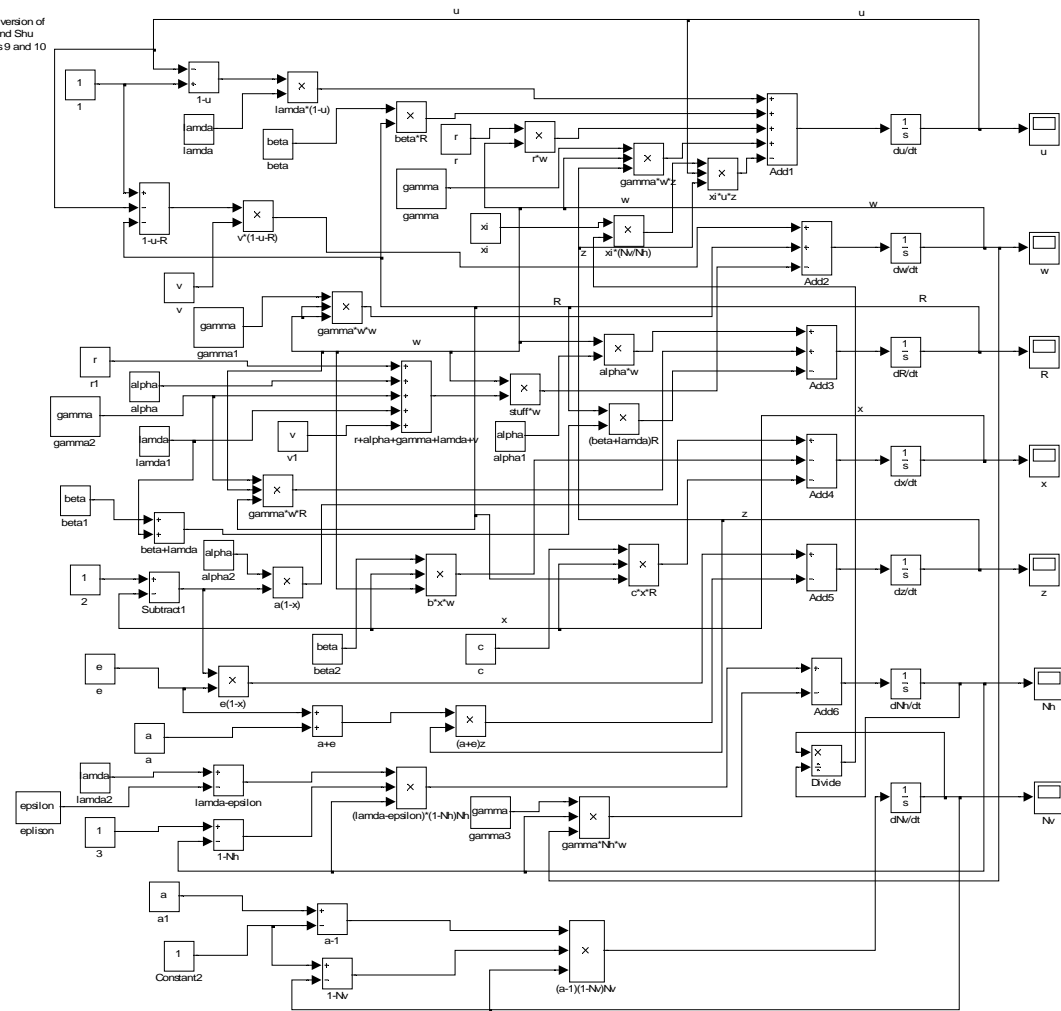 version of
nd Shu
s 9 and 10
u
u
1
1
1-u
lamda
lamda
lamda*(1-u)
beta
beta
beta*R
r
r
r*w
gamma
gamma
gamma*w*z
xi*u*z
Add1
1
s
du/dt
u
1-u-R
v*(1-u-R)
v
v
xi
xi
xi*(Nv/Nh)
z
w
w
Add2
1
s
dw/dt
w
gamma
gamma1
gamma*w*w
R
R
w
r
r1
alpha
alpha
gamma
gamma2
lamda
lamda1
v
v1
r+alpha+gamma+lamda+v
stuff*w
alpha
alpha1
alpha*w
(beta+lamda)R
Add3
1
s
dR/dt
R
x
beta
beta1
beta+lamda
gamma*w*R
Add4
1
s
dx/dt
x
z
1
2
Subtract1
alpha
alpha2
a(1-x)
b*x*w
c*x*R
Add5
1
s
dz/dt
z
x
beta
beta2
c
c
e
e
e(1-x)
Add6
1
s
dNh/dt
Nh
a
a
a+e
(a+e)z
Divide
lamda
lamda2
epsilon
eplison
lamda-epsilon
1
3
1-Nh
(lamda-epsilon)*(1-Nh)Nh
gamma
gamma3
gamma*Nh*w
1
s
dNv/dt
Nv
a
a1
a-1
1
Constant2
1-Nv
(a-1)(1-Nv)Nv